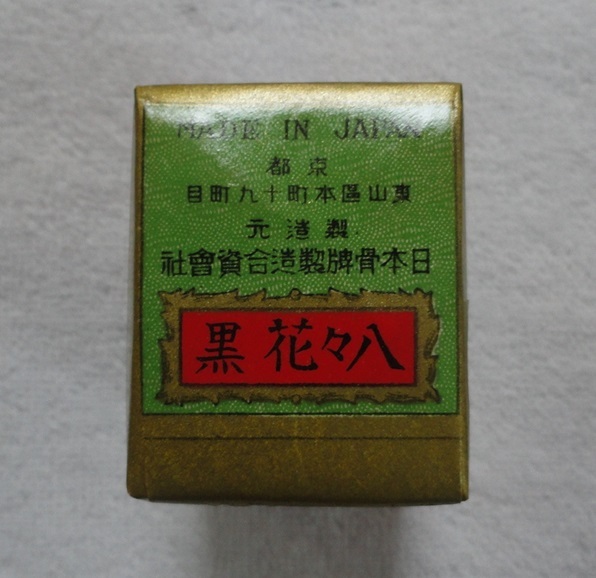 MADE IN JAPAN
京都
東山區本町十九町目
製造元
日本骨牌製造合資會社
八々花 黒